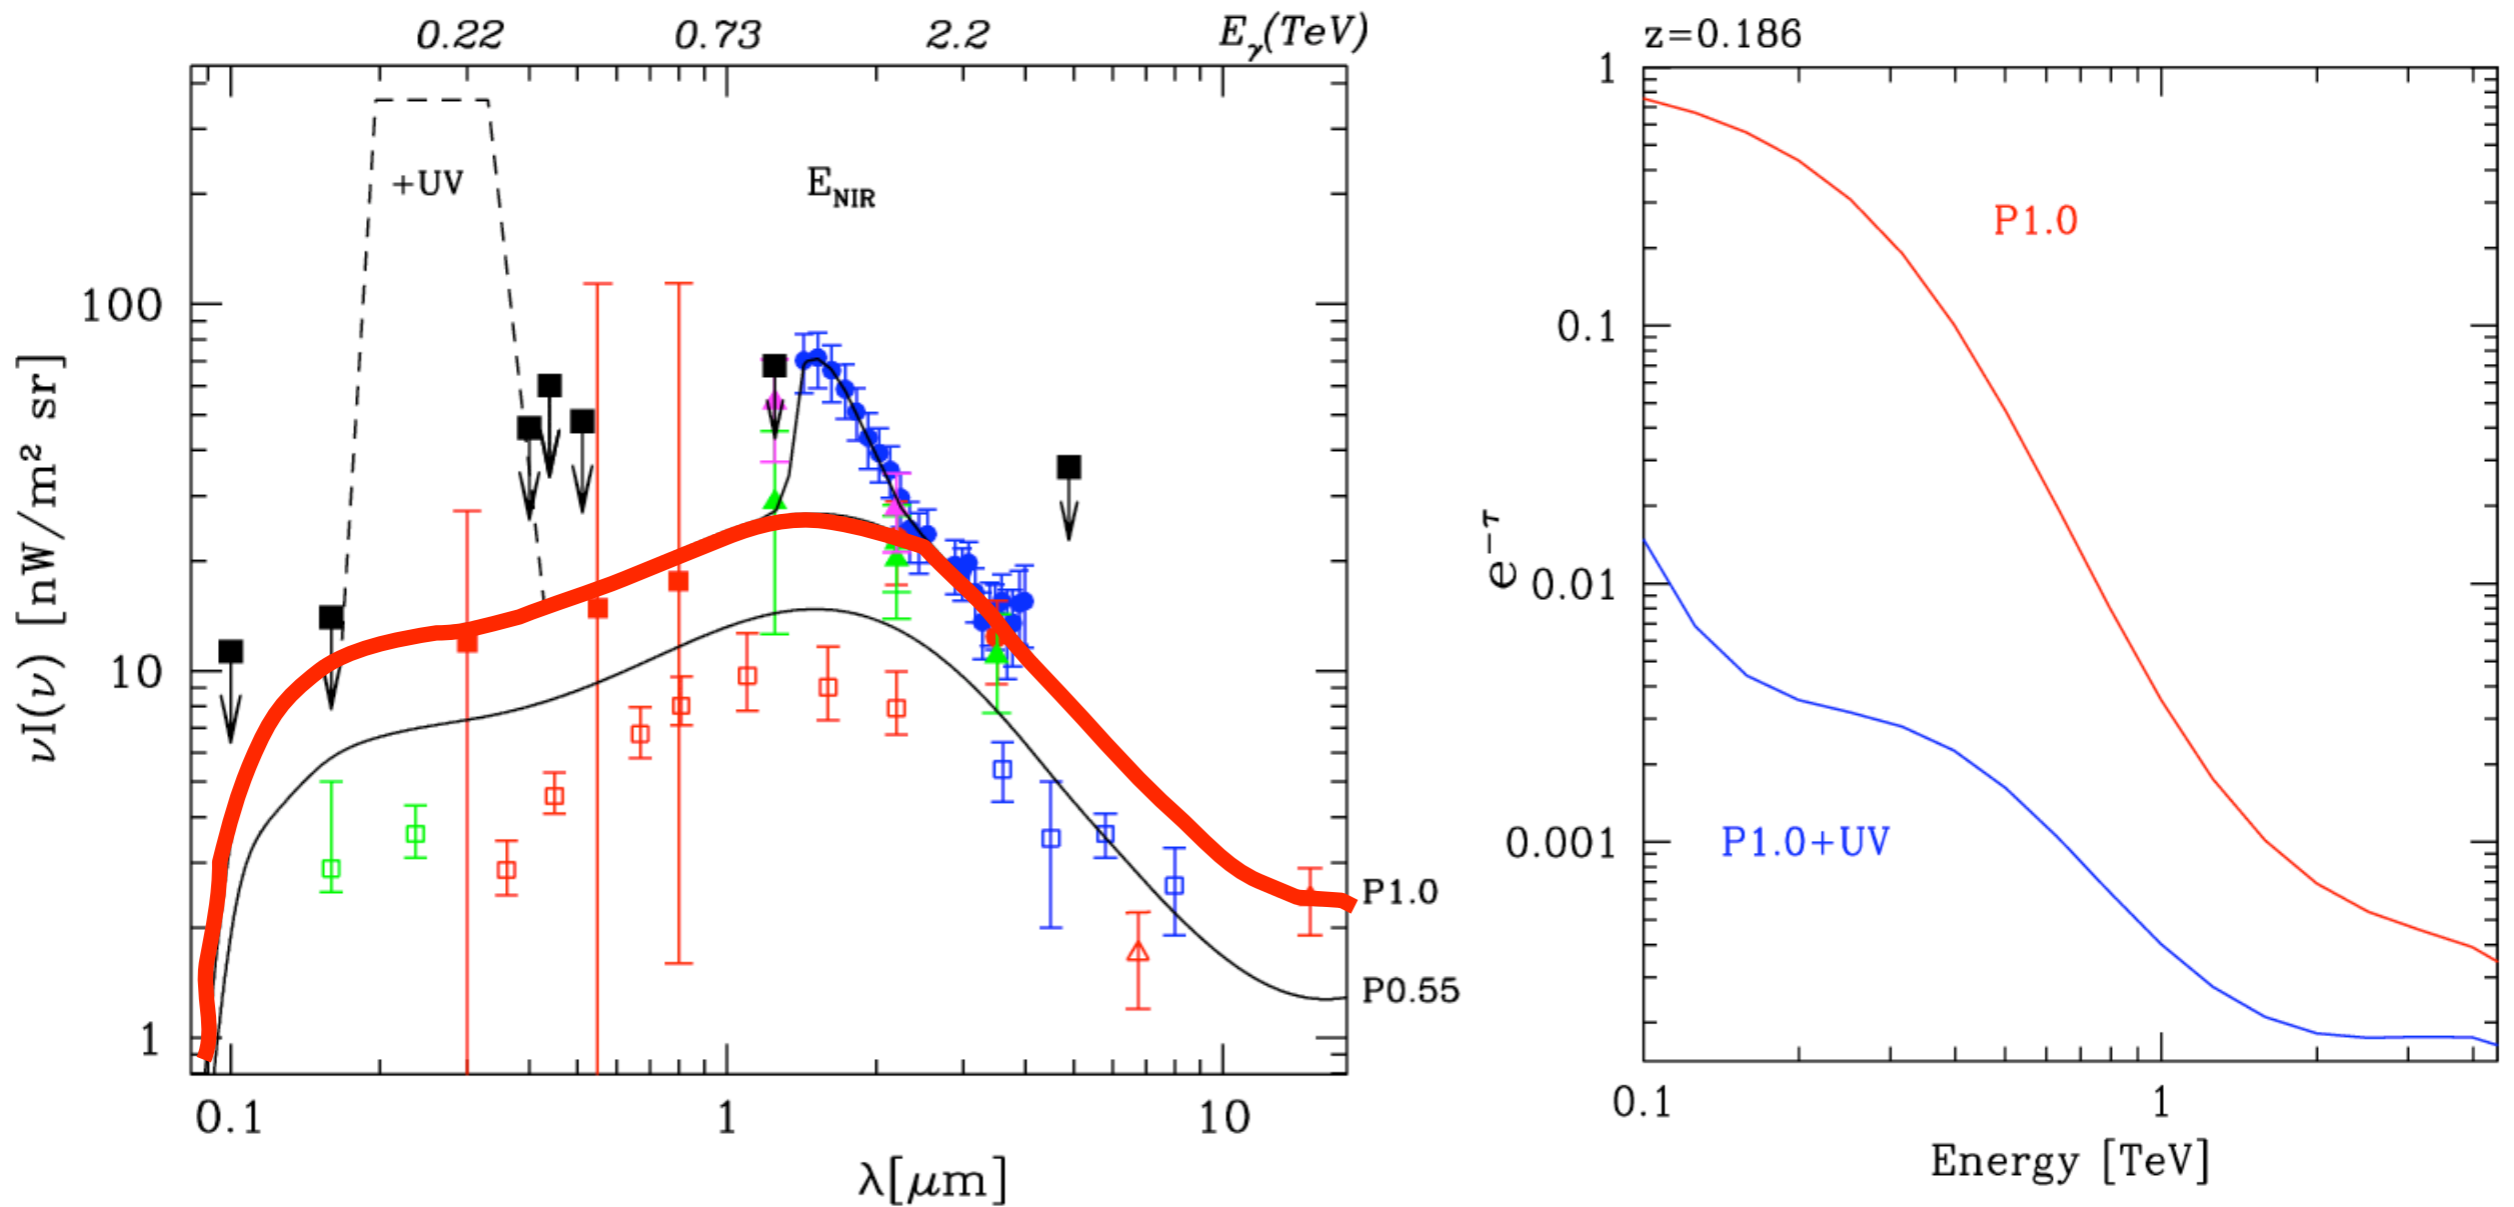 0.22 0.73 2.2 E_γ(TeV)
+UV E_NIR
100
10
1
νI(ν) [nW/m² sr]
P1.0
P0.55
0.1 1 10
λ[μm]
z=0.186
1
0.1
0.01
0.001
e^{-τ}
P1.0
P1.0+UV
0.1 1
Energy [TeV]